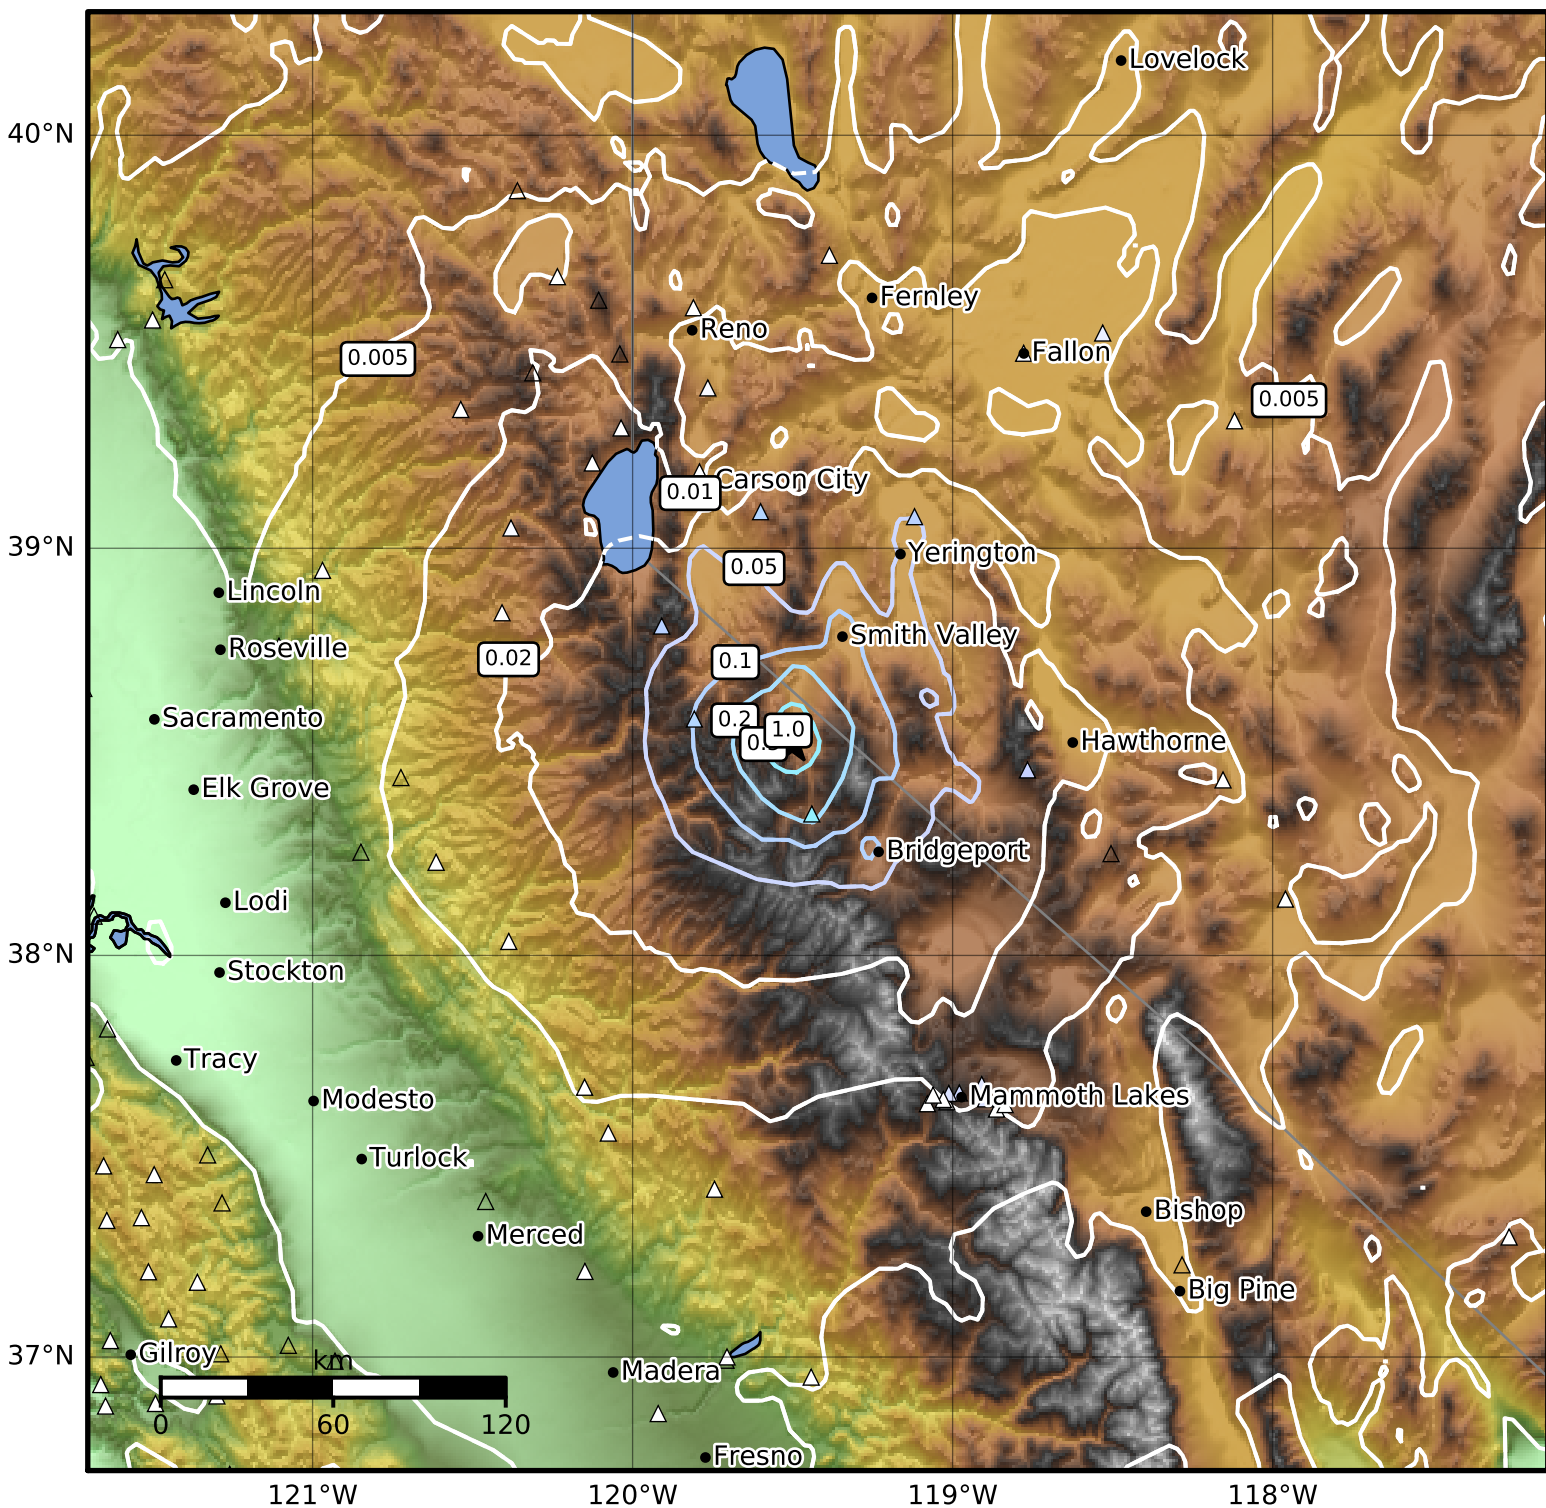 Lovelock
40°N
Fernley
Reno
Fallon
0.005
0.005
Carson City
0.01
39°N
Yerington
0.05
Lincoln
Smith Valley
Roseville
0.02
0.1
Sacramento
0.2
1.0
Hawthorne
Elk Grove
Bridgeport
Lodi
38°N
Stockton
Tracy
Modesto
Mammoth Lakes
Turlock
Bishop
Merced
Big Pine
37°N
Gilroy
km
Madera
0
60
120
Fresno
121°W
120°W
119°W
118°W